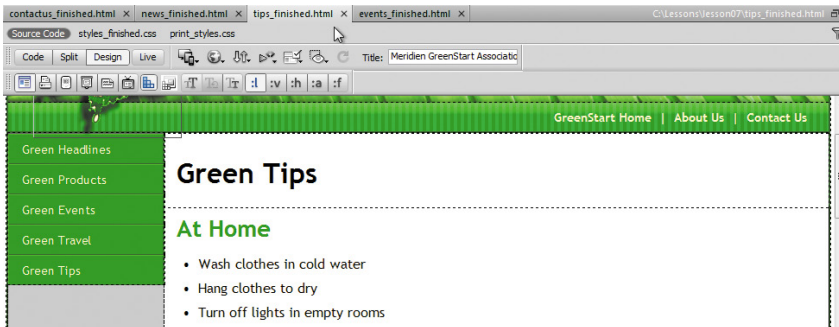 contactus_finished.html × news_finished.html × tips_finished.html × events_finished.html × C:\Lessons\lesson07\tips_finished.html
Source Code styles_finished.css print_styles.css
Code Split Design Live Title: Meridien GreenStart Associatio
:l :v :h :a :f
GreenStart Home | About Us | Contact Us
Green Headlines
Green Products
Green Events
Green Travel
Green Tips
Green Tips
At Home
• Wash clothes in cold water
• Hang clothes to dry
• Turn off lights in empty rooms